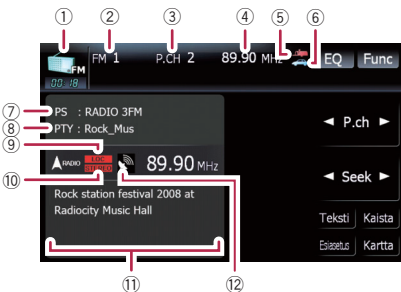 ① ② ③ ④ ⑤ ⑥
FM
00:18
FM 1 P.CH 2 89.90 MHz EQ Func
⑦ PS : RADIO 3FM
⑧ PTY : Rock_Mus
◄ P.ch ►
⑨
RADIO LOC
STEREO
89.90 MHz
⑩
◄ Seek ►
Rock station festival 2008 at
Radiocity Music Hall
Teksti Kaista
Esiasetus Kartta
⑪ ⑫